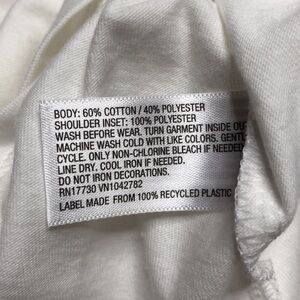 BODY: 60% COTTON / 40% POLYESTER
SHOULDER INSET: 100% POLYESTER
WASH BEFORE WEAR. TURN GARMENT INSIDE OUT
MACHINE WASH COLD WITH LIKE COLORS. GENTL
CYCLE. ONLY NON-CHLORINE BLEACH IF NEEDED
LINE DRY. COOL IRON IF NEEDED.
DO NOT IRON DECORATIONS.
RN17730 VN1042782
LABEL MADE FROM 100% RECYCLED PLASTIC